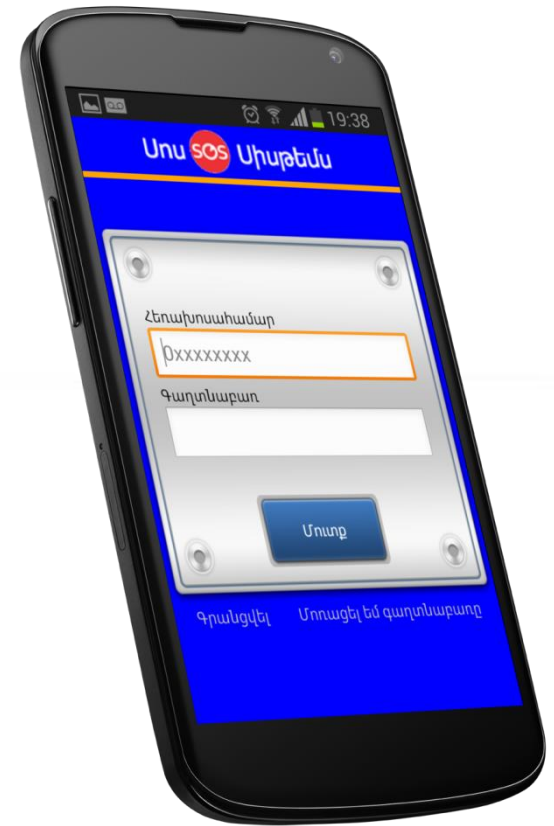 19:38
Սոս SOS Սիսթեմս
Հեռախոսահամար
0xxxxxxxx
Գաղտնաբառ
Մուտք
Գրանցվել Մոռացել եմ գաղտնաբառը